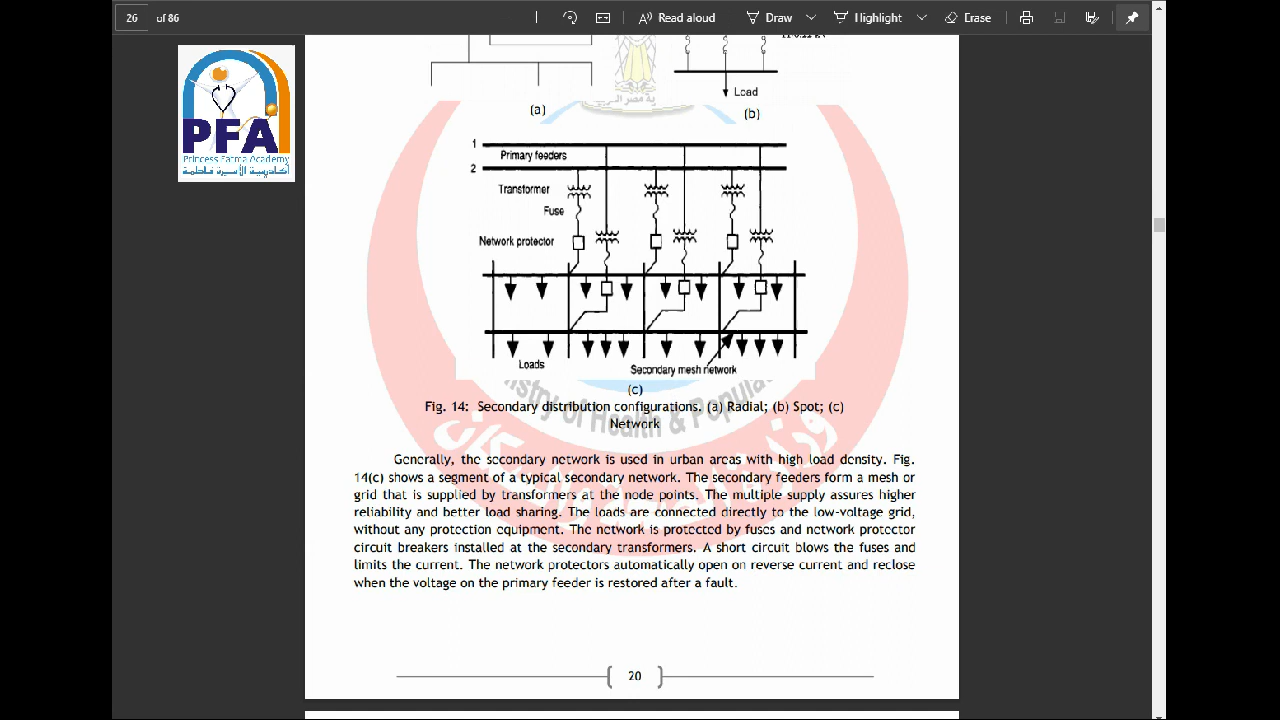 26 of 86
Read aloud
Draw
Highlight
Erase
PFA
Princess Fatma Academy
أكاديمية الأميرة فاطمة
Load
(a)
(b)
1
Primary feeders
2
Transformer
Fuse
Network protector
Loads
Secondary mesh network
(c)
Ministry of Health & Population
Fig. 14: Secondary distribution configurations. (a) Radial; (b) Spot; (c)
Network
وزارة الصحة والسكان
Generally, the secondary network is used in urban areas with high load density. Fig.
14(c) shows a segment of a typical secondary network. The secondary feeders form a mesh or
grid that is supplied by transformers at the node points. The multiple supply assures higher
reliability and better load sharing. The loads are connected directly to the low-voltage grid,
without any protection equipment. The network is protected by fuses and network protector
circuit breakers installed at the secondary transformers. A short circuit blows the fuses and
limits the current. The network protectors automatically open on reverse current and reclose
when the voltage on the primary feeder is restored after a fault.
20